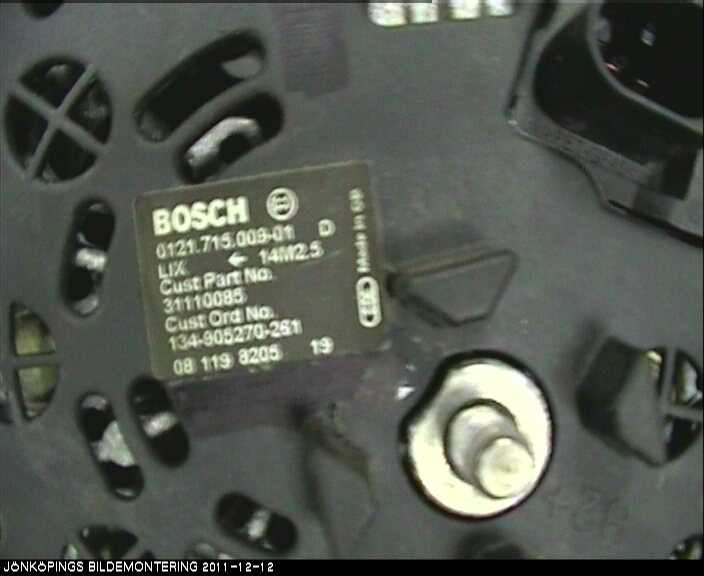 BOSCH
0121.715.009-01 D
LIX ← 14M2.5
Cust Part No.
31110085
Cust Ord No.
134-905270-261
08 119 8205 19
Made in GB
JÖNKÖPINGS BILDEMONTERING 2011-12-12